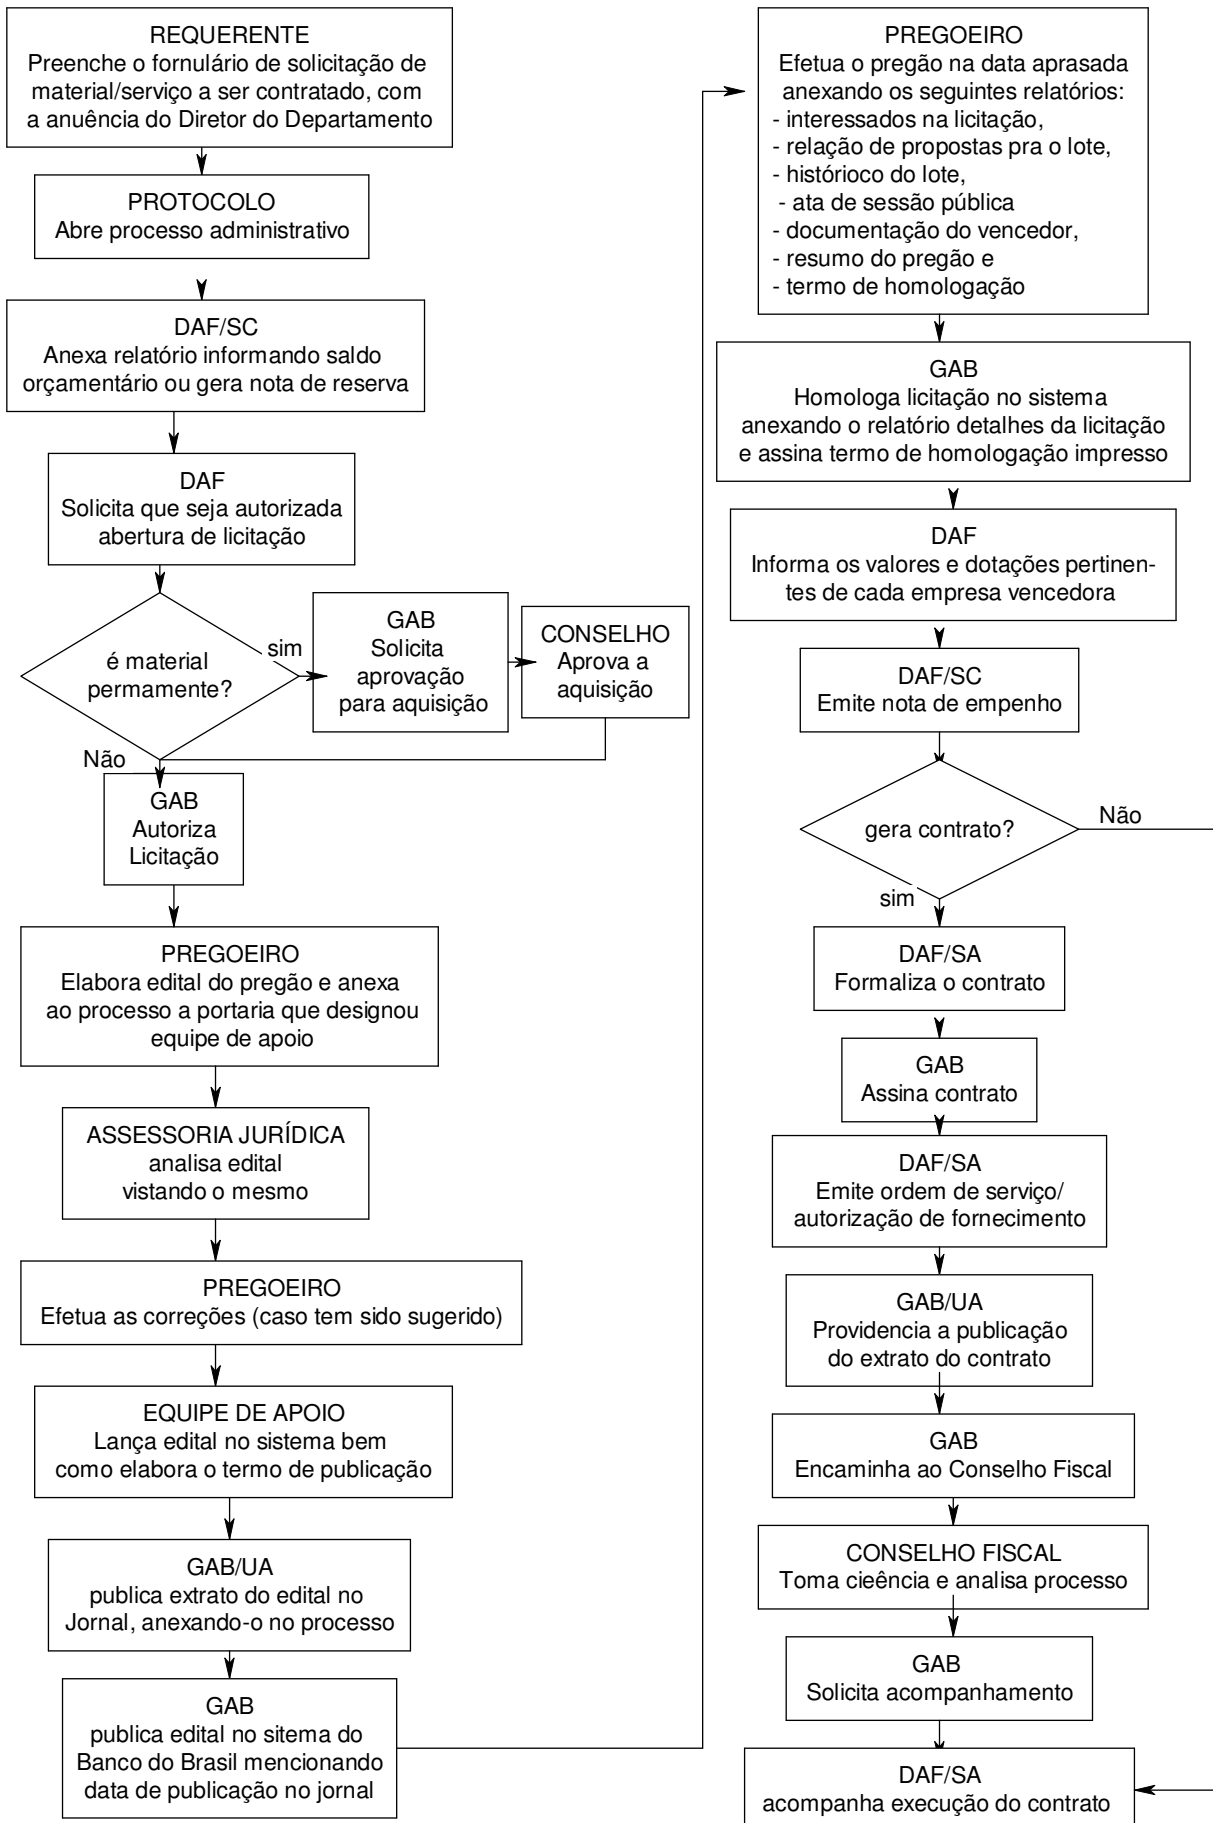 REQUERENTE
Preenche o fornulário de solicitação de
material/serviço a ser contratado, com
a anuência do Diretor do Departamento
PROTOCOLO
Abre processo administrativo
DAF/SC
Anexa relatório informando saldo
orçamentário ou gera nota de reserva
DAF
Solicita que seja autorizada
abertura de licitação
é material
permamente?
sim
GAB
Solicita
aprovação
para aquisição
CONSELHO
Aprova a
aquisição
Não
GAB
Autoriza
Licitação
PREGOEIRO
Elabora edital do pregão e anexa
ao processo a portaria que designou
equipe de apoio
ASSESSORIA JURÍDICA
analisa edital
vistando o mesmo
PREGOEIRO
Efetua as correções (caso tem sido sugerido)
EQUIPE DE APOIO
Lança edital no sistema bem
como elabora o termo de publicação
GAB/UA
publica extrato do edital no
Jornal, anexando-o no processo
GAB
publica edital no sitema do
Banco do Brasil mencionando
data de publicação no jornal
PREGOEIRO
Efetua o pregão na data aprasada
anexando os seguintes relatórios:
- interessados na licitação,
- relação de propostas pra o lote,
- histórioco do lote,
- ata de sessão pública
- documentação do vencedor,
- resumo do pregão e
- termo de homologação
GAB
Homologa licitação no sistema
anexando o relatório detalhes da licitação
e assina termo de homologação impresso
DAF
Informa os valores e dotações pertinen-
tes de cada empresa vencedora
DAF/SC
Emite nota de empenho
gera contrato?
Não
sim
DAF/SA
Formaliza o contrato
GAB
Assina contrato
DAF/SA
Emite ordem de serviço/
autorização de fornecimento
GAB/UA
Providencia a publicação
do extrato do contrato
GAB
Encaminha ao Conselho Fiscal
CONSELHO FISCAL
Toma cieência e analisa processo
GAB
Solicita acompanhamento
DAF/SA
acompanha execução do contrato